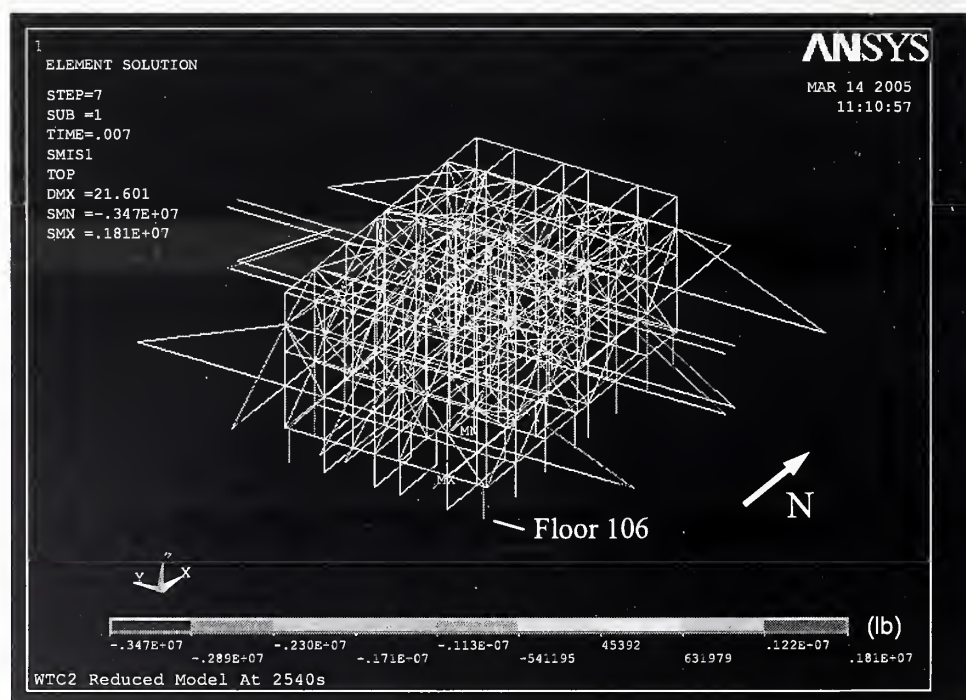 1
ELEMENT SOLUTION
STEP=7
SUB =1
TIME=.007
SMIS1
TOP
DMX =21.601
SMN =-.347E+07
SMX =.181E+07
ANSYS
MAR 14 2005
11:10:57
MN
MX
N
Floor 106
Z
Y X
(lb)
-.347E+07 -.230E+07 -.113E+07 45392 .122E+07
-.289E+07 -.171E+07 -541195 631979 .181E+07
WTC2 Reduced Model At 2540s